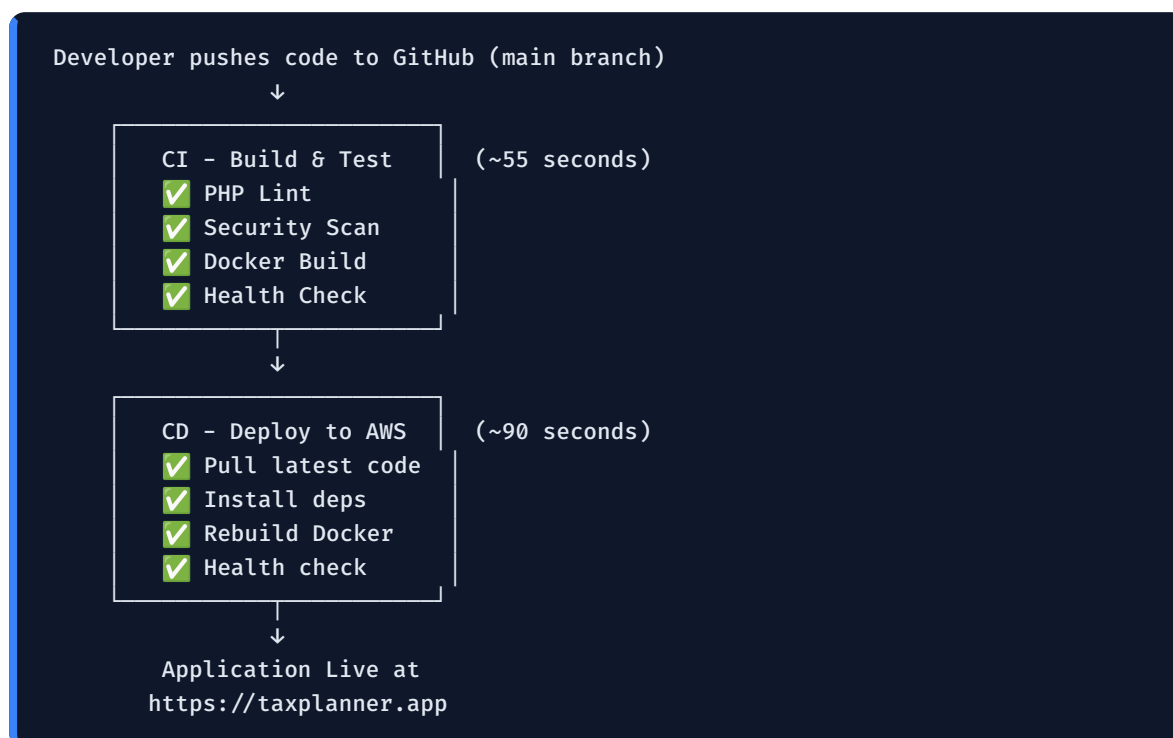 Developer pushes code to GitHub (main branch)
↓
CI – Build & Test (~55 seconds)
✅ PHP Lint
✅ Security Scan
✅ Docker Build
✅ Health Check
↓
CD – Deploy to AWS (~90 seconds)
✅ Pull latest code
✅ Install deps
✅ Rebuild Docker
✅ Health check
↓
Application Live at
https://taxplanner.app